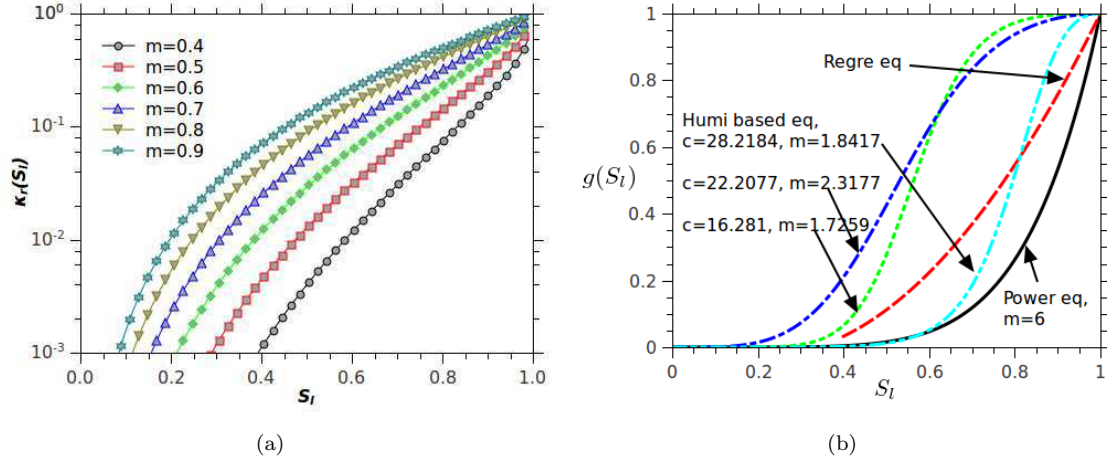 10⁰
10⁻¹
10⁻²
10⁻³
κr(Sl)
m=0.4
m=0.5
m=0.6
m=0.7
m=0.8
m=0.9
0.0 0.2 0.4 0.6 0.8 1.0
Sl
(a)
1
0.8
0.6
0.4
0.2
0
g(Sl)
Regre eq
Humi based eq,
c=28.2184, m=1.8417
c=22.2077, m=2.3177
c=16.281, m=1.7259
Power eq,
m=6
0 0.2 0.4 0.6 0.8 1
Sl
(b)